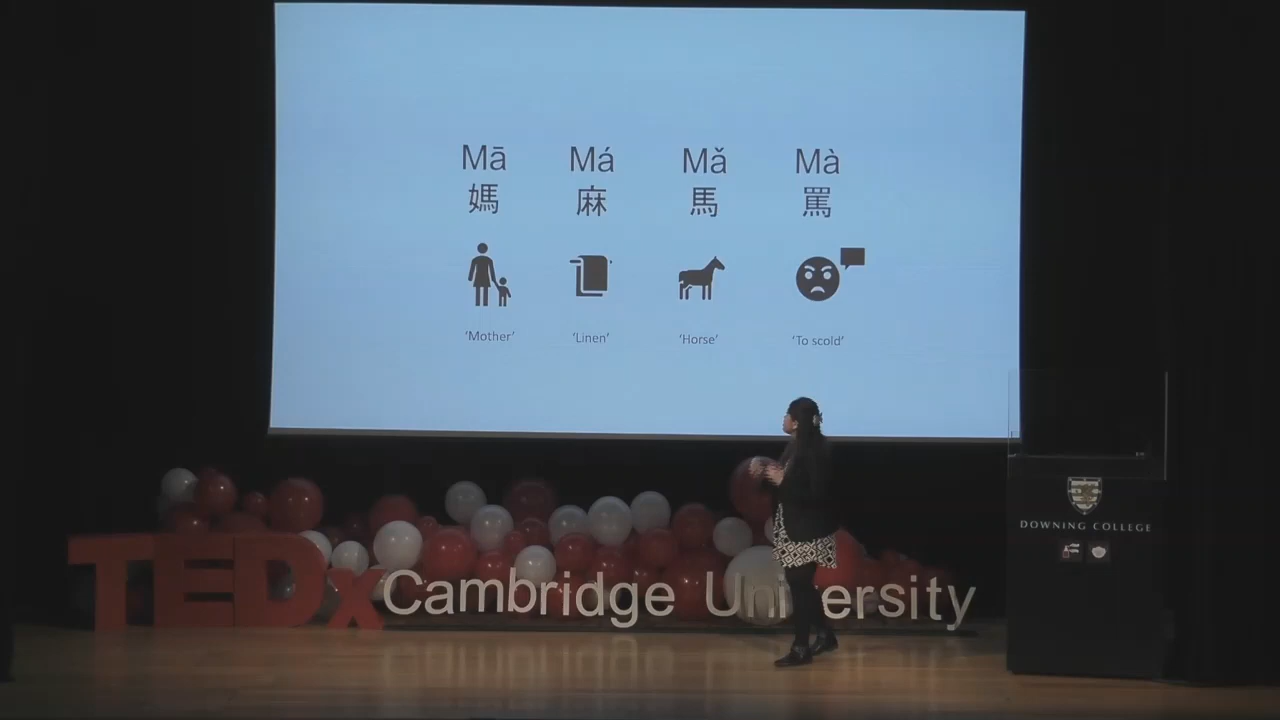 Mā Má Mǎ Mà
媽 麻 馬 罵
‘Mother’ ‘Linen’ ‘Horse’ ‘To scold’
TEDx Cambridge University
DOWNING COLLEGE